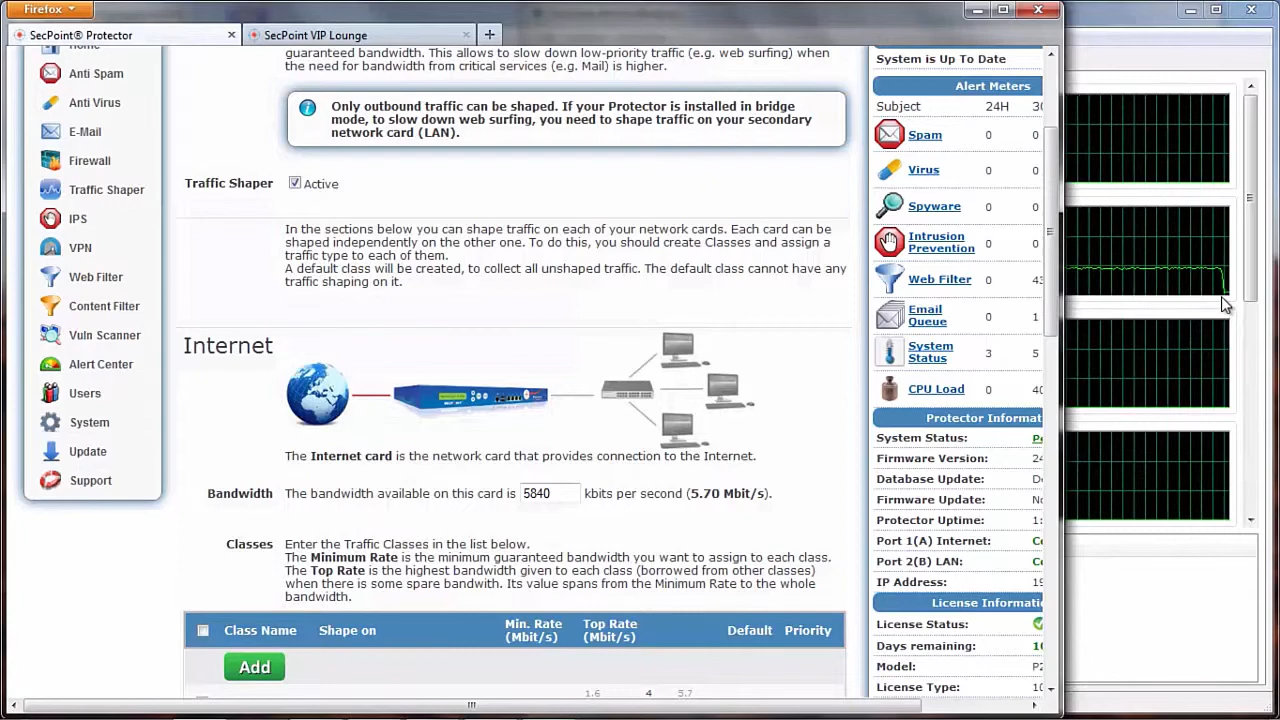 Firefox
SecPoint® Protector
SecPoint VIP Lounge
Home
Anti Spam
Anti Virus
E-Mail
Firewall
Traffic Shaper
IPS
VPN
Web Filter
Content Filter
Vuln Scanner
Alert Center
Users
System
Update
Support
guaranteed bandwidth. This allows to slow down low-priority traffic (e.g. web surfing) when
the need for bandwidth from critical services (e.g. Mail) is higher.
Only outbound traffic can be shaped. If your Protector is installed in bridge
mode, to slow down web surfing, you need to shape traffic on your secondary
network card (LAN).
Traffic Shaper Active
In the sections below you can shape traffic on each of your network cards. Each card can be
shaped independently on the other one. To do this, you should create Classes and assign a
traffic type to each of them.
A default class will be created, to collect all unshaped traffic. The default class cannot have any
traffic shaping on it.
Internet
The Internet card is the network card that provides connection to the Internet.
Bandwidth The bandwidth available on this card is 5840 kbits per second (5.70 Mbit/s).
Classes Enter the Traffic Classes in the list below.
The Minimum Rate is the minimum guaranteed bandwidth you want to assign to each class.
The Top Rate is the highest bandwidth given to each class (borrowed from other classes)
when there is some spare bandwith. Its value spans from the Minimum Rate to the whole
bandwidth.
Class Name Shape on Min. Rate (Mbit/s) Top Rate (Mbit/s) Default Priority
Add
1.6 4 5.7
System is Up To Date
Alert Meters
Subject 24H 30
Spam 0 0
Virus 0 0
Spyware 0 0
Intrusion
Prevention 0 0
Web Filter 0 43
Email
Queue 0 1
System
Status 3 5
CPU Load 0 40
Protector Informat
System Status:
Firmware Version: 24
Database Update:
Firmware Update:
Protector Uptime: 1:
Port 1(A) Internet:
Port 2(B) LAN:
IP Address: 19
License Informati
License Status:
Days remaining: 10
Model: P2
License Type: 10